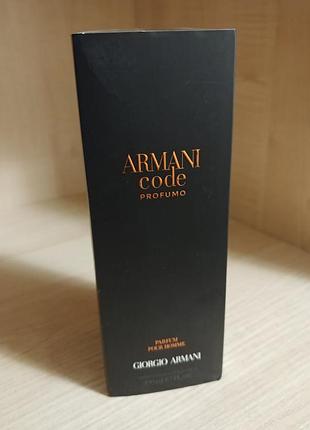 ARMANI
code
PROFUMO
PARFUM
POUR HOMME
GIORGIO ARMANI